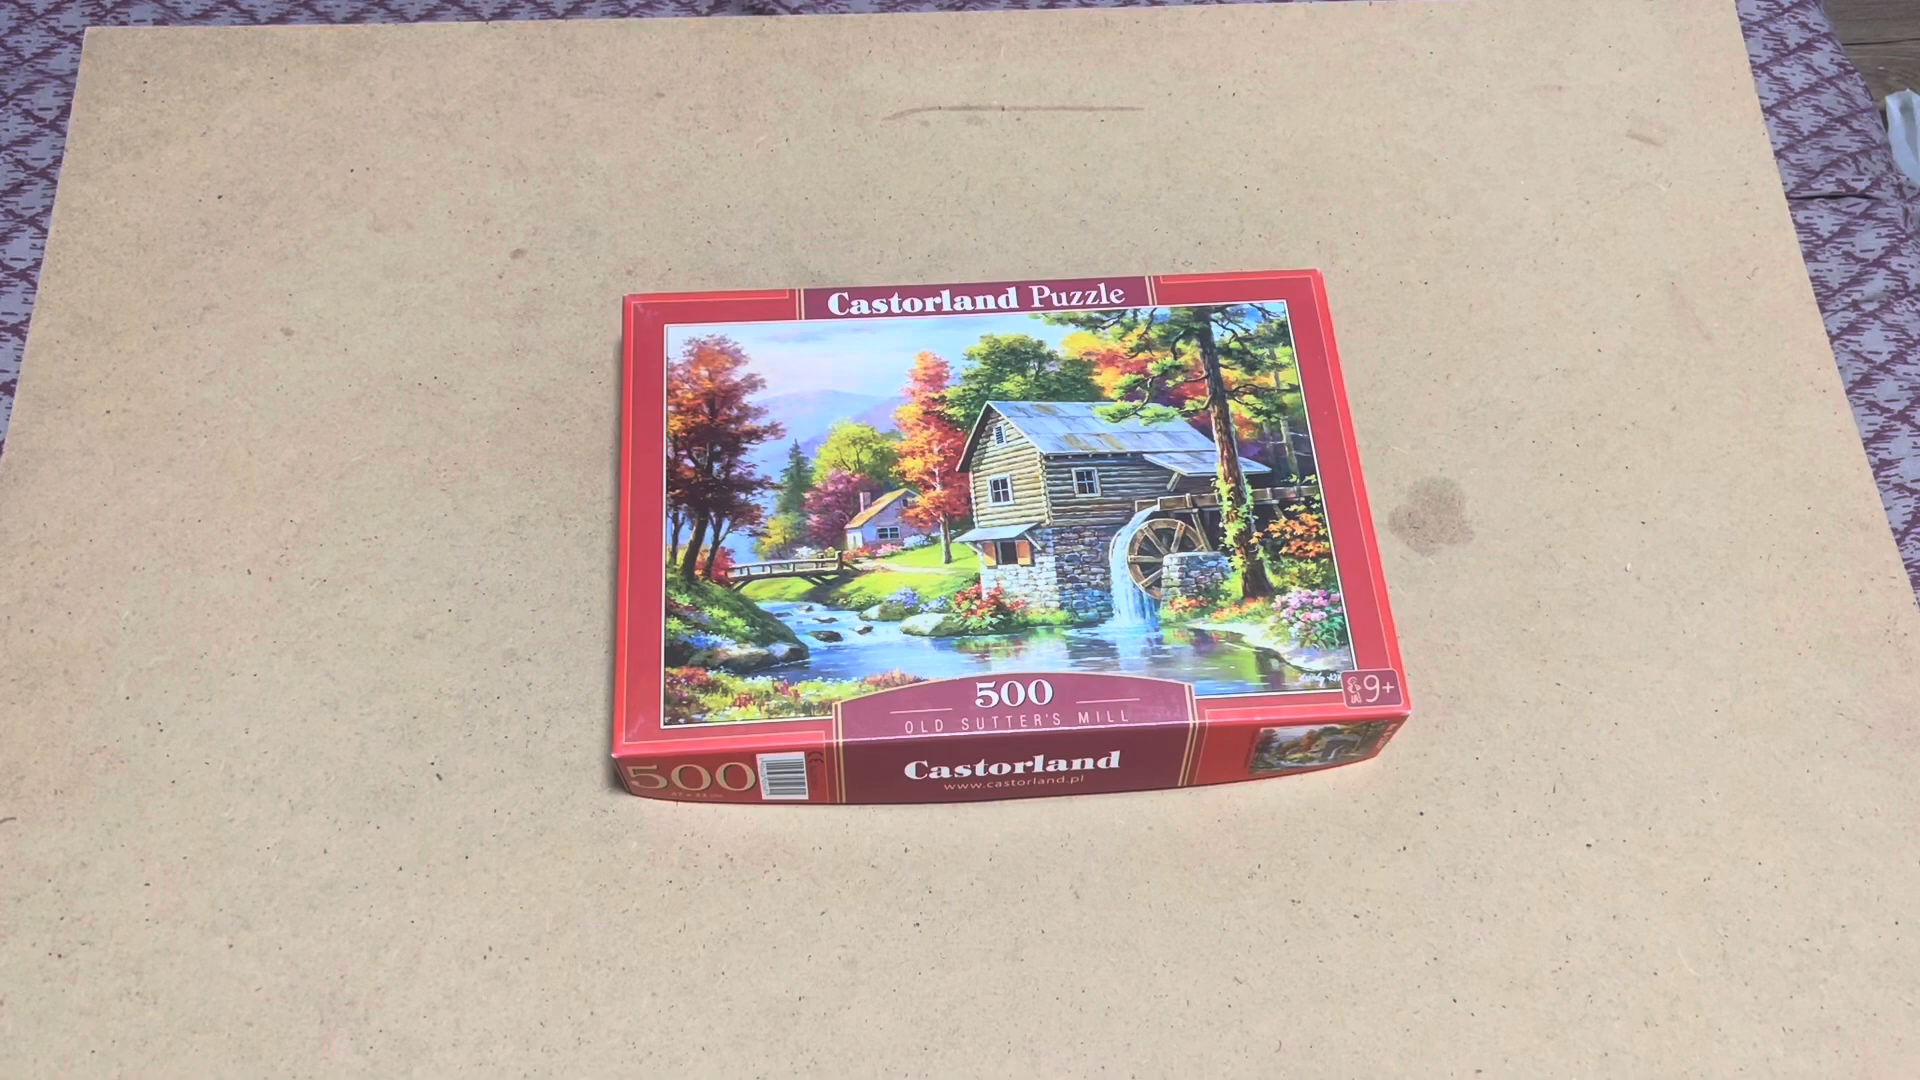 Castorland Puzzle
500
OLD SUTTER'S MILL
9+
500
Castorland
www.castorland.pl